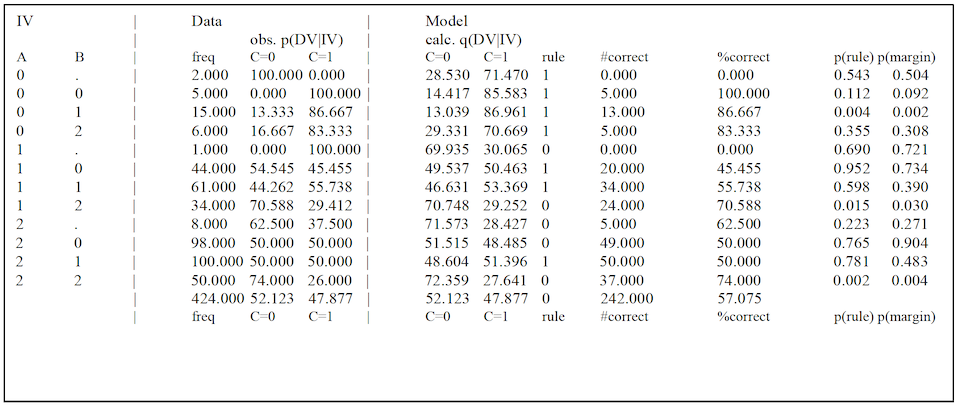 IV | Data | Model
| obs. p(DV|IV) | calc. q(DV|IV)
A B | freq C=0 C=1 | C=0 C=1 rule #correct %correct p(rule) p(margin)
0 . | 2.000 100.000 0.000 | 28.530 71.470 1 0.000 0.000 0.543 0.504
0 0 | 5.000 0.000 100.000 | 14.417 85.583 1 5.000 100.000 0.112 0.092
0 1 | 15.000 13.333 86.667 | 13.039 86.961 1 13.000 86.667 0.004 0.002
0 2 | 6.000 16.667 83.333 | 29.331 70.669 1 5.000 83.333 0.355 0.308
1 . | 1.000 0.000 100.000 | 69.935 30.065 0 0.000 0.000 0.690 0.721
1 0 | 44.000 54.545 45.455 | 49.537 50.463 1 20.000 45.455 0.952 0.734
1 1 | 61.000 44.262 55.738 | 46.631 53.369 1 34.000 55.738 0.598 0.390
1 2 | 34.000 70.588 29.412 | 70.748 29.252 0 24.000 70.588 0.015 0.030
2 . | 8.000 62.500 37.500 | 71.573 28.427 0 5.000 62.500 0.223 0.271
2 0 | 98.000 50.000 50.000 | 51.515 48.485 0 49.000 50.000 0.765 0.904
2 1 | 100.000 50.000 50.000 | 48.604 51.396 1 50.000 50.000 0.781 0.483
2 2 | 50.000 74.000 26.000 | 72.359 27.641 0 37.000 74.000 0.002 0.004
| 424.000 52.123 47.877 | 52.123 47.877 0 242.000 57.075
| freq C=0 C=1 | C=0 C=1 rule #correct %correct p(rule) p(margin)